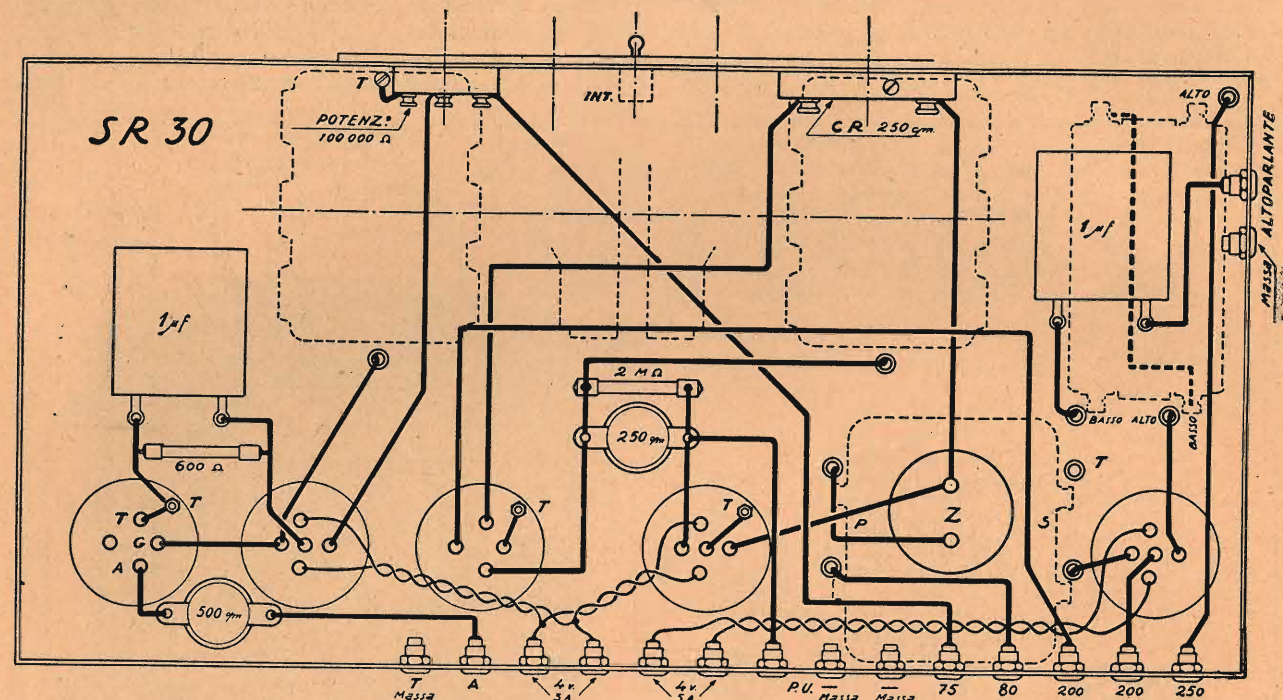 SR 30
T
POTENZ:º
100 000 Ω
INT.
C R 250 cm.
ALTO
ALTOPARLANTE
Massa
1 µf
1 µf
2 MΩ
250 cm
600 Ω
BASSO ALTO
BASSO
T
T
T
T
T
G
A
P
Z
S
500 cm
T
Massa
A
4 v.
5 A
4 v.
5 A
P.U. —
Massa
—
Massa
75
80
200
200
250